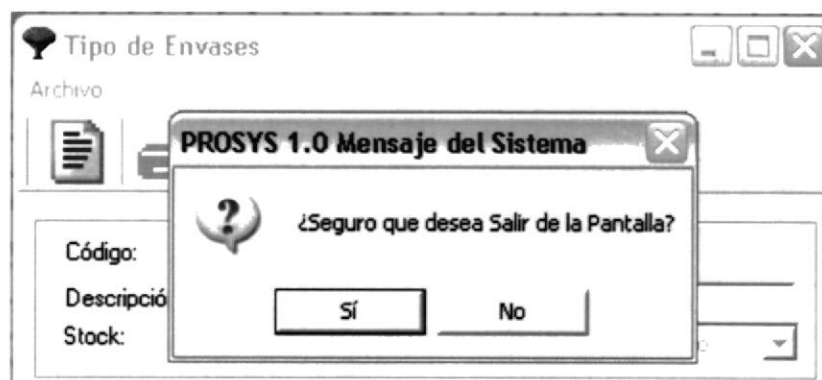 Tipo de Envases
Archivo
PROSYS 1.0 Mensaje del Sistema
¿Seguro que desea Salir de la Pantalla?
Código:
Descripció
Stock:
Sí
No